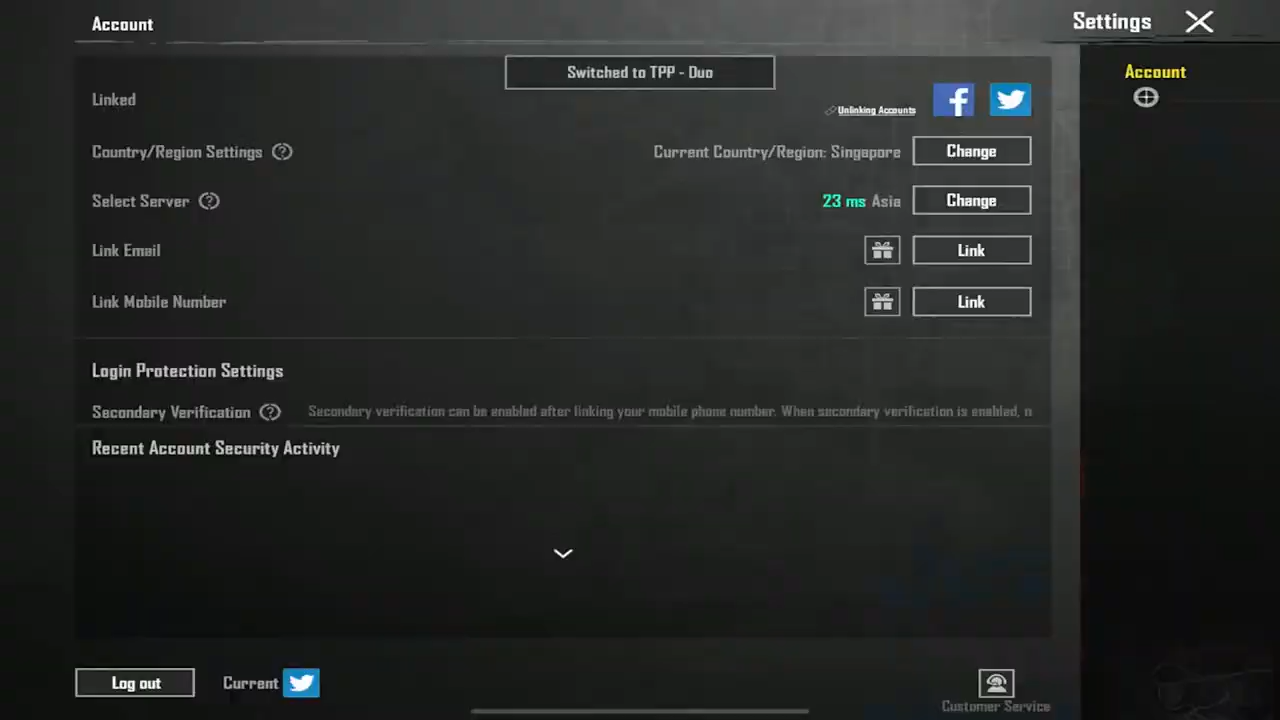 Account
Settings
Switched to TPP - Duo
Account
Linked
Unlinking Accounts
Country/Region Settings
Current Country/Region: Singapore
Change
Select Server
23 ms Asia
Change
Link Email
Link
Link Mobile Number
Link
Login Protection Settings
Secondary Verification
Secondary verification can be enabled after linking your mobile phone number. When secondary verification is enabled, n
Recent Account Security Activity
Log out
Current
Customer Service